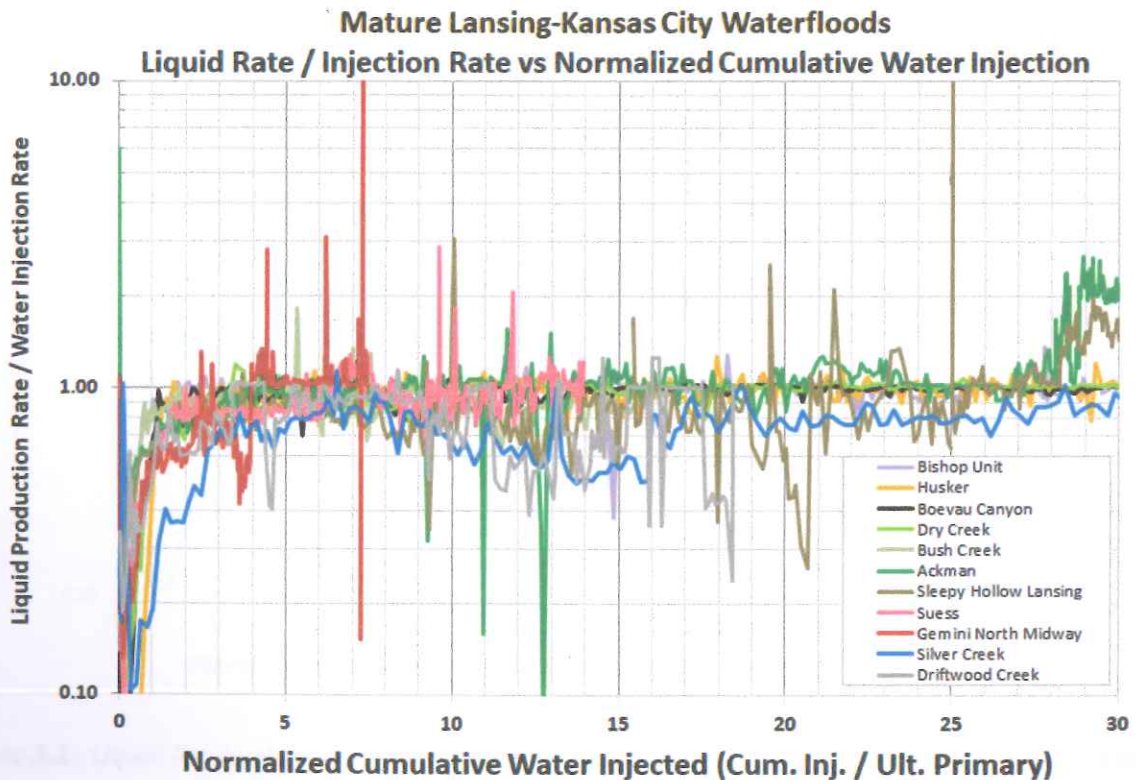 Mature Lansing-Kansas City Waterfloods
Liquid Rate / Injection Rate vs Normalized Cumulative Water Injection
Liquid Production Rate / Water Injection Rate
10.00
1.00
0.10
0 5 10 15 20 25 30
Bishop Unit
Husker
Boevau Canyon
Dry Creek
Bush Creek
Ackman
Sleepy Hollow Lansing
Suess
Gemini North Midway
Silver Creek
Driftwood Creek
Normalized Cumulative Water Injected (Cum. Inj. / Ult. Primary)